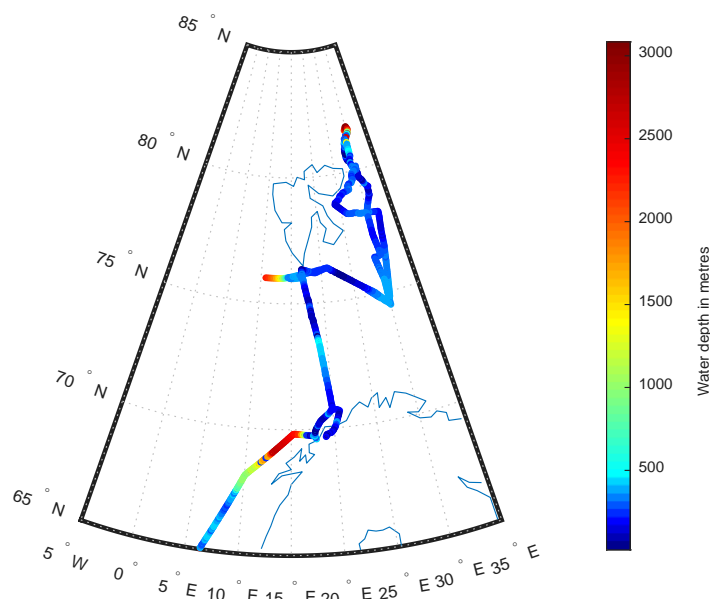 85 ° N
80 ° N
75 ° N
70 ° N
65 ° N
5 ° W
0 °
5 ° E
10 ° E
15 ° E
20 ° E
25 ° E
30 ° E
35 ° E
3000
2500
2000
1500
1000
500
Water depth in metres